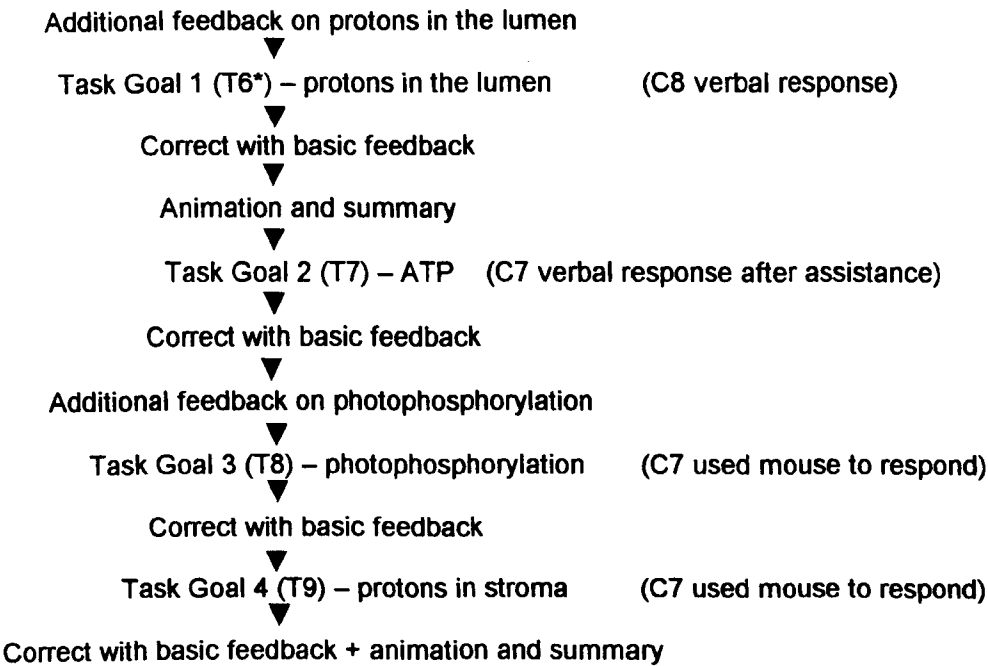 Additional feedback on protons in the lumen
Task Goal 1 (T6*) – protons in the lumen (C8 verbal response)
Correct with basic feedback
Animation and summary
Task Goal 2 (T7) – ATP (C7 verbal response after assistance)
Correct with basic feedback
Additional feedback on photophosphorylation
Task Goal 3 (T8) – photophosphorylation (C7 used mouse to respond)
Correct with basic feedback
Task Goal 4 (T9) – protons in stroma (C7 used mouse to respond)
Correct with basic feedback + animation and summary